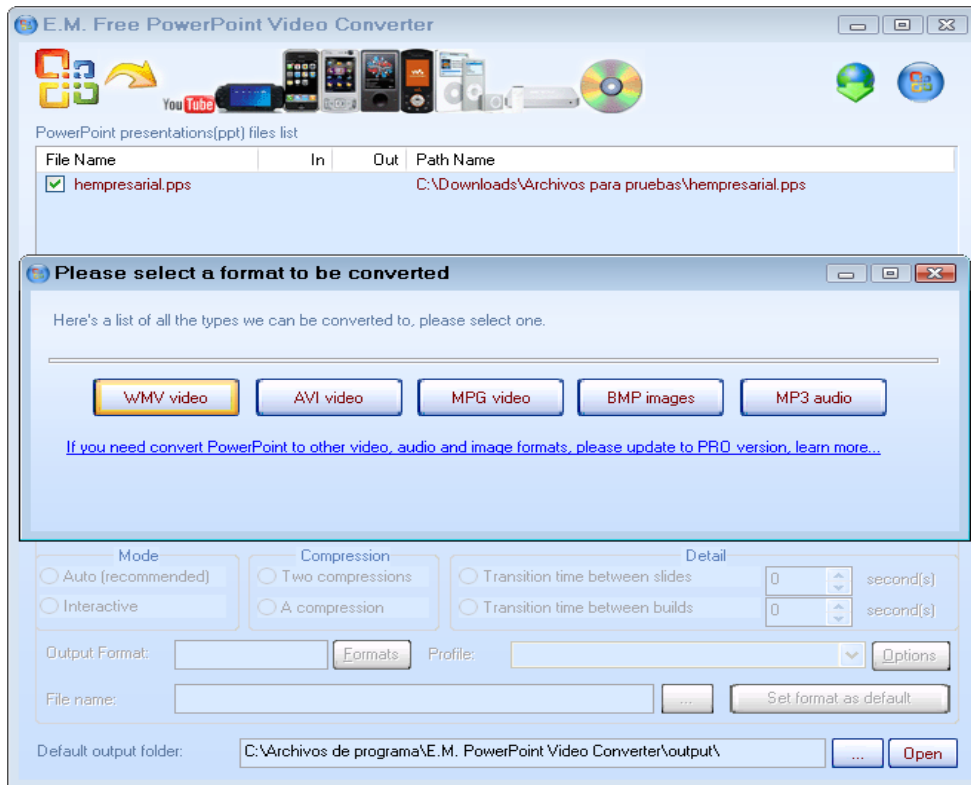 E.M. Free PowerPoint Video Converter
You Tube
PowerPoint presentations(ppt) files list
File Name In Out Path Name
hempresarial.pps C:\Downloads\Archivos para pruebas\hempresarial.pps
Please select a format to be converted
Here's a list of all the types we can be converted to, please select one.
WMV video AVI video MPG video BMP images MP3 audio
If you need convert PowerPoint to other video, audio and image formats, please update to PRO version, learn more...
Mode Compression Detail
Auto (recommended) Two compressions Transition time between slides 0 second(s)
Interactive A compression Transition time between builds 0 second(s)
Output Format: Formats Profile: Options
File name: ... Set format as default
Default output folder: C:\Archivos de programa\E.M. PowerPoint Video Converter\output\ ... Open